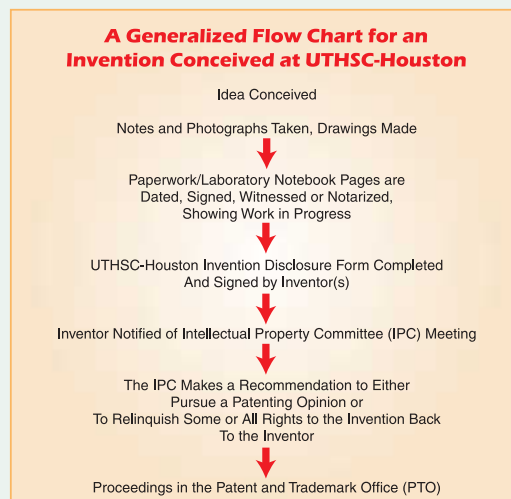 A Generalized Flow Chart for an
Invention Conceived at UTHSC-Houston
Idea Conceived
Notes and Photographs Taken, Drawings Made
Paperwork/Laboratory Notebook Pages are
Dated, Signed, Witnessed or Notarized,
Showing Work in Progress
UTHSC-Houston Invention Disclosure Form Completed
And Signed by Inventor(s)
Inventor Notified of Intellectual Property Committee (IPC) Meeting
The IPC Makes a Recommendation to Either
Pursue a Patenting Opinion or
To Relinquish Some or All Rights to the Invention Back
To the Inventor
Proceedings in the Patent and Trademark Office (PTO)